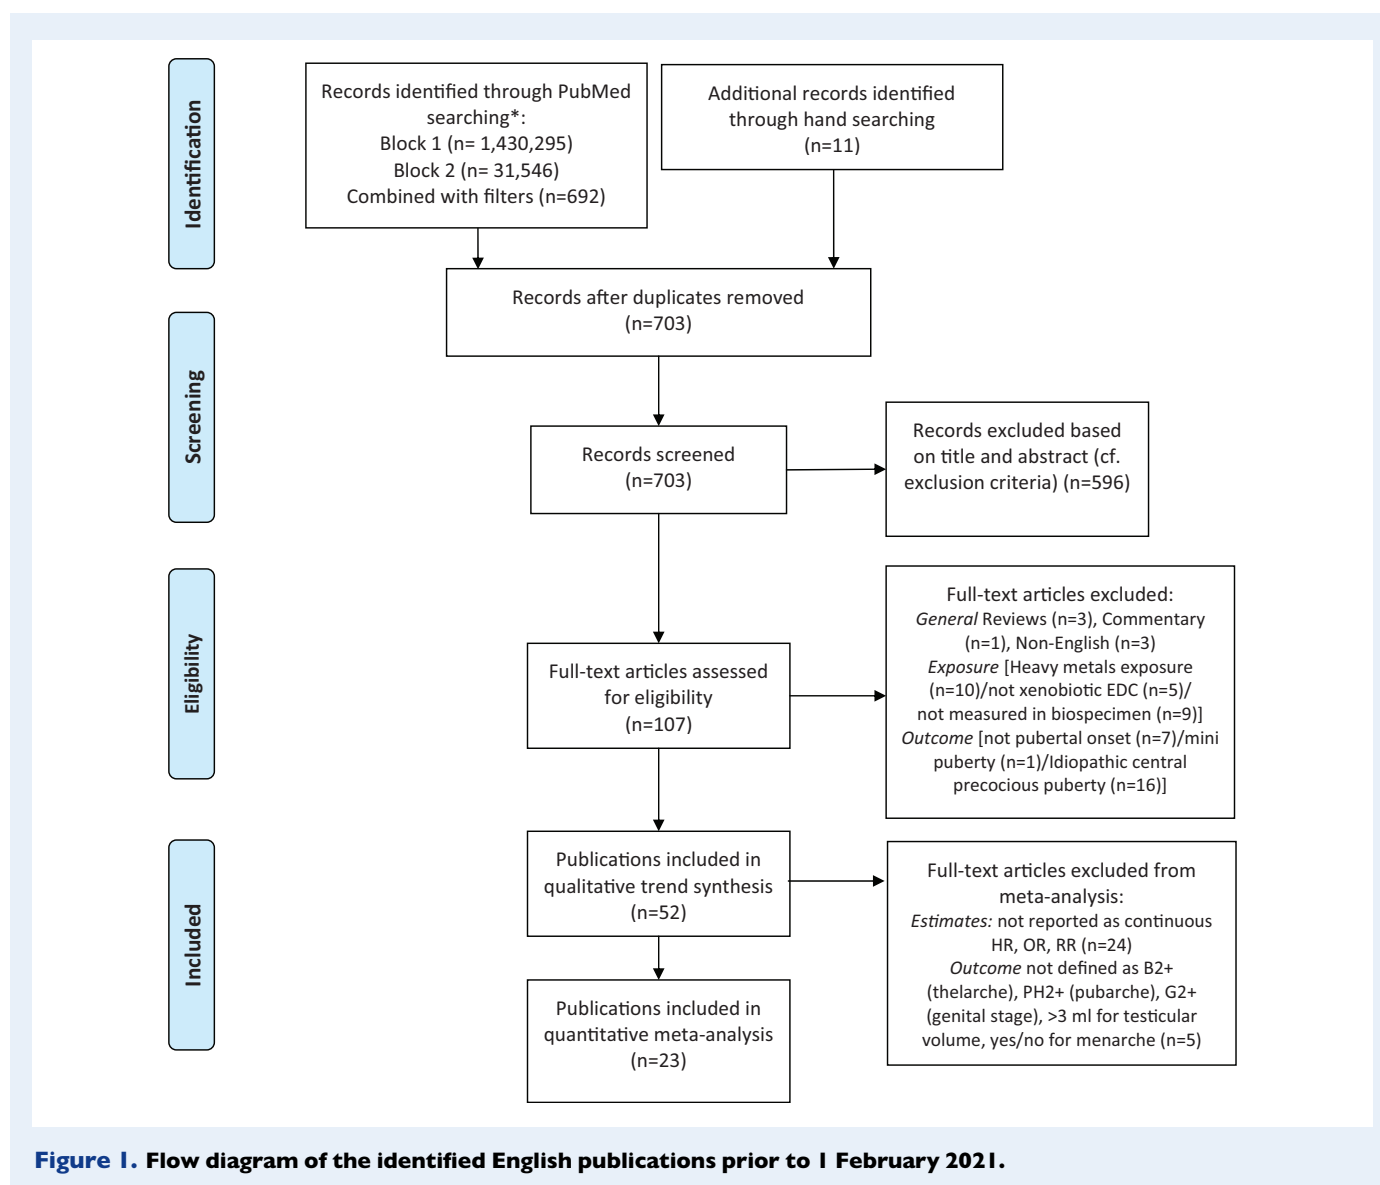 Identification
Records identified through PubMed
searching*:
Block 1 (n= 1,430,295)
Block 2 (n= 31,546)
Combined with filters (n=692)
Additional records identified
through hand searching
(n=11)
Records after duplicates removed
(n=703)
Screening
Records screened
(n=703)
Records excluded based
on title and abstract (cf.
exclusion criteria) (n=596)
Eligibility
Full-text articles assessed
for eligibility
(n=107)
Full-text articles excluded:
General Reviews (n=3), Commentary
(n=1), Non-English (n=3)
Exposure [Heavy metals exposure
(n=10)/not xenobiotic EDC (n=5)/
not measured in biospecimen (n=9)]
Outcome [not pubertal onset (n=7)/mini
puberty (n=1)/Idiopathic central
precocious puberty (n=16)]
Included
Publications included in
qualitative trend synthesis
(n=52)
Full-text articles excluded from
meta-analysis:
Estimates: not reported as continuous
HR, OR, RR (n=24)
Outcome not defined as B2+
(thelarche), PH2+ (pubarche), G2+
(genital stage), >3 ml for testicular
volume, yes/no for menarche (n=5)
Publications included in
quantitative meta-analysis
(n=23)
Figure 1. Flow diagram of the identified English publications prior to 1 February 2021.